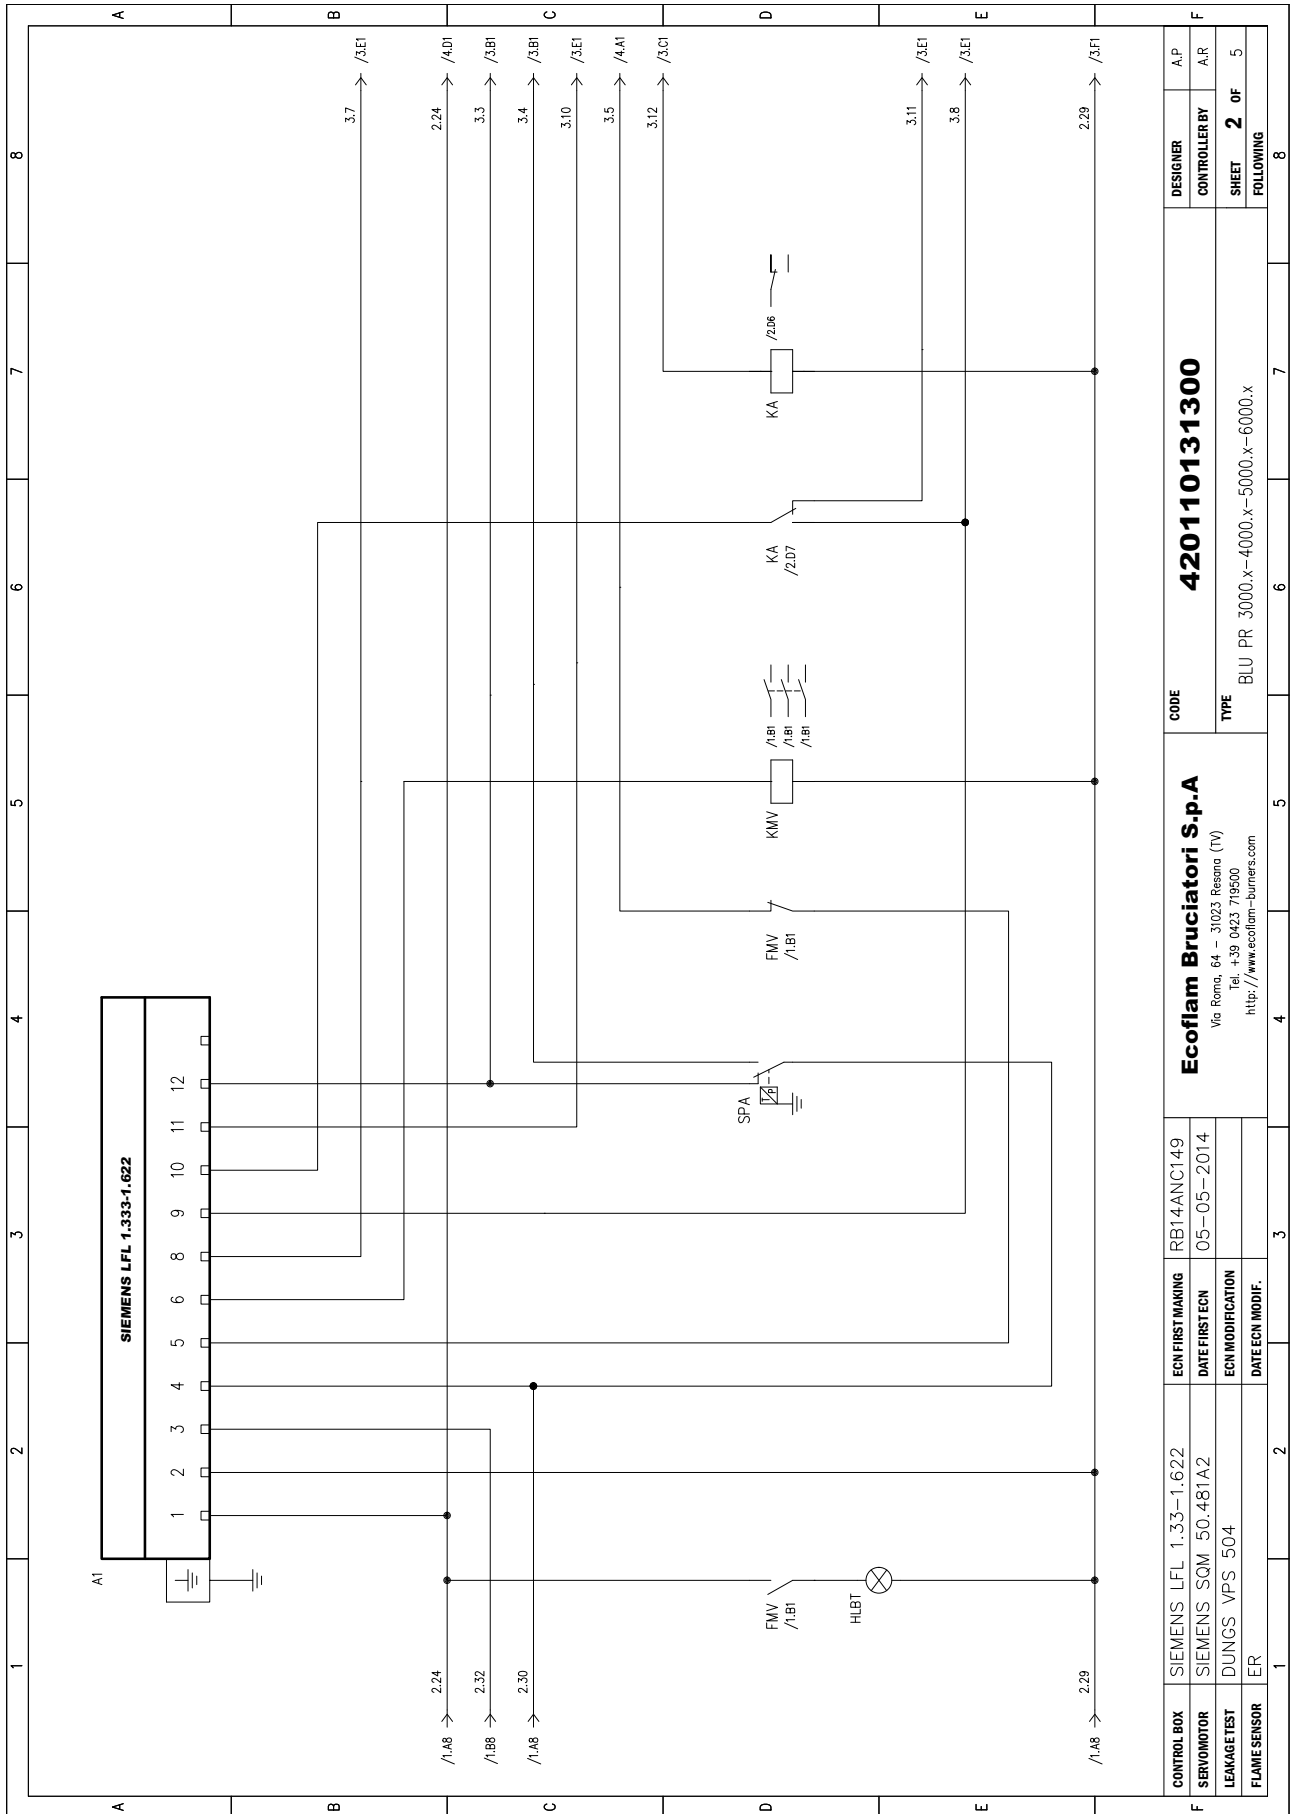 1 2 3 4 5 6 7 8
A
B
C
D
E
F
A1
SIEMENS LFL 1.333-1.622
1 2 3 4 5 6 8 9 10 11 12
3.7 /3.E1
/1.A8 2.24
2.24 /4.D1
/1.B8 2.32
3.3 /3.B1
/1.A8 2.30
3.4 /3.B1
3.10 /3.E1
3.5 /4.A1
3.12 /3.C1
FMV
/1.B1
HLBT
SPA
T
P
FMV
/1.B1
KMV
/1.B1
/1.B1
/1.B1
KA
/2.D7
KA
/2.D6
3.11 /3.E1
3.8 /3.E1
/1.A8 2.29
2.29 /3.F1
CONTROL BOX SIEMENS LFL 1.33-1.622
SERVOMOTOR SIEMENS SQM 50.481A2
LEAKAGE TEST DUNGS VPS 504
FLAME SENSOR ER
ECN FIRST MAKING RB14ANC149
DATE FIRST ECN 05-05-2014
ECN MODIFICATION
DATE ECN MODIF.
Ecoflam Bruciatori S.p.A
Via Roma, 64 - 31023 Resana (TV)
Tel. +39 0423 719500
http://www.ecoflam-burners.com
CODE
420110131300
TYPE
BLU PR 3000.x-4000.x-5000.x-6000.x
DESIGNER A.P
CONTROLLER BY A.R
SHEET 2 OF 5
FOLLOWING
A
B
C
D
E
F
1 2 3 4 5 6 7 8